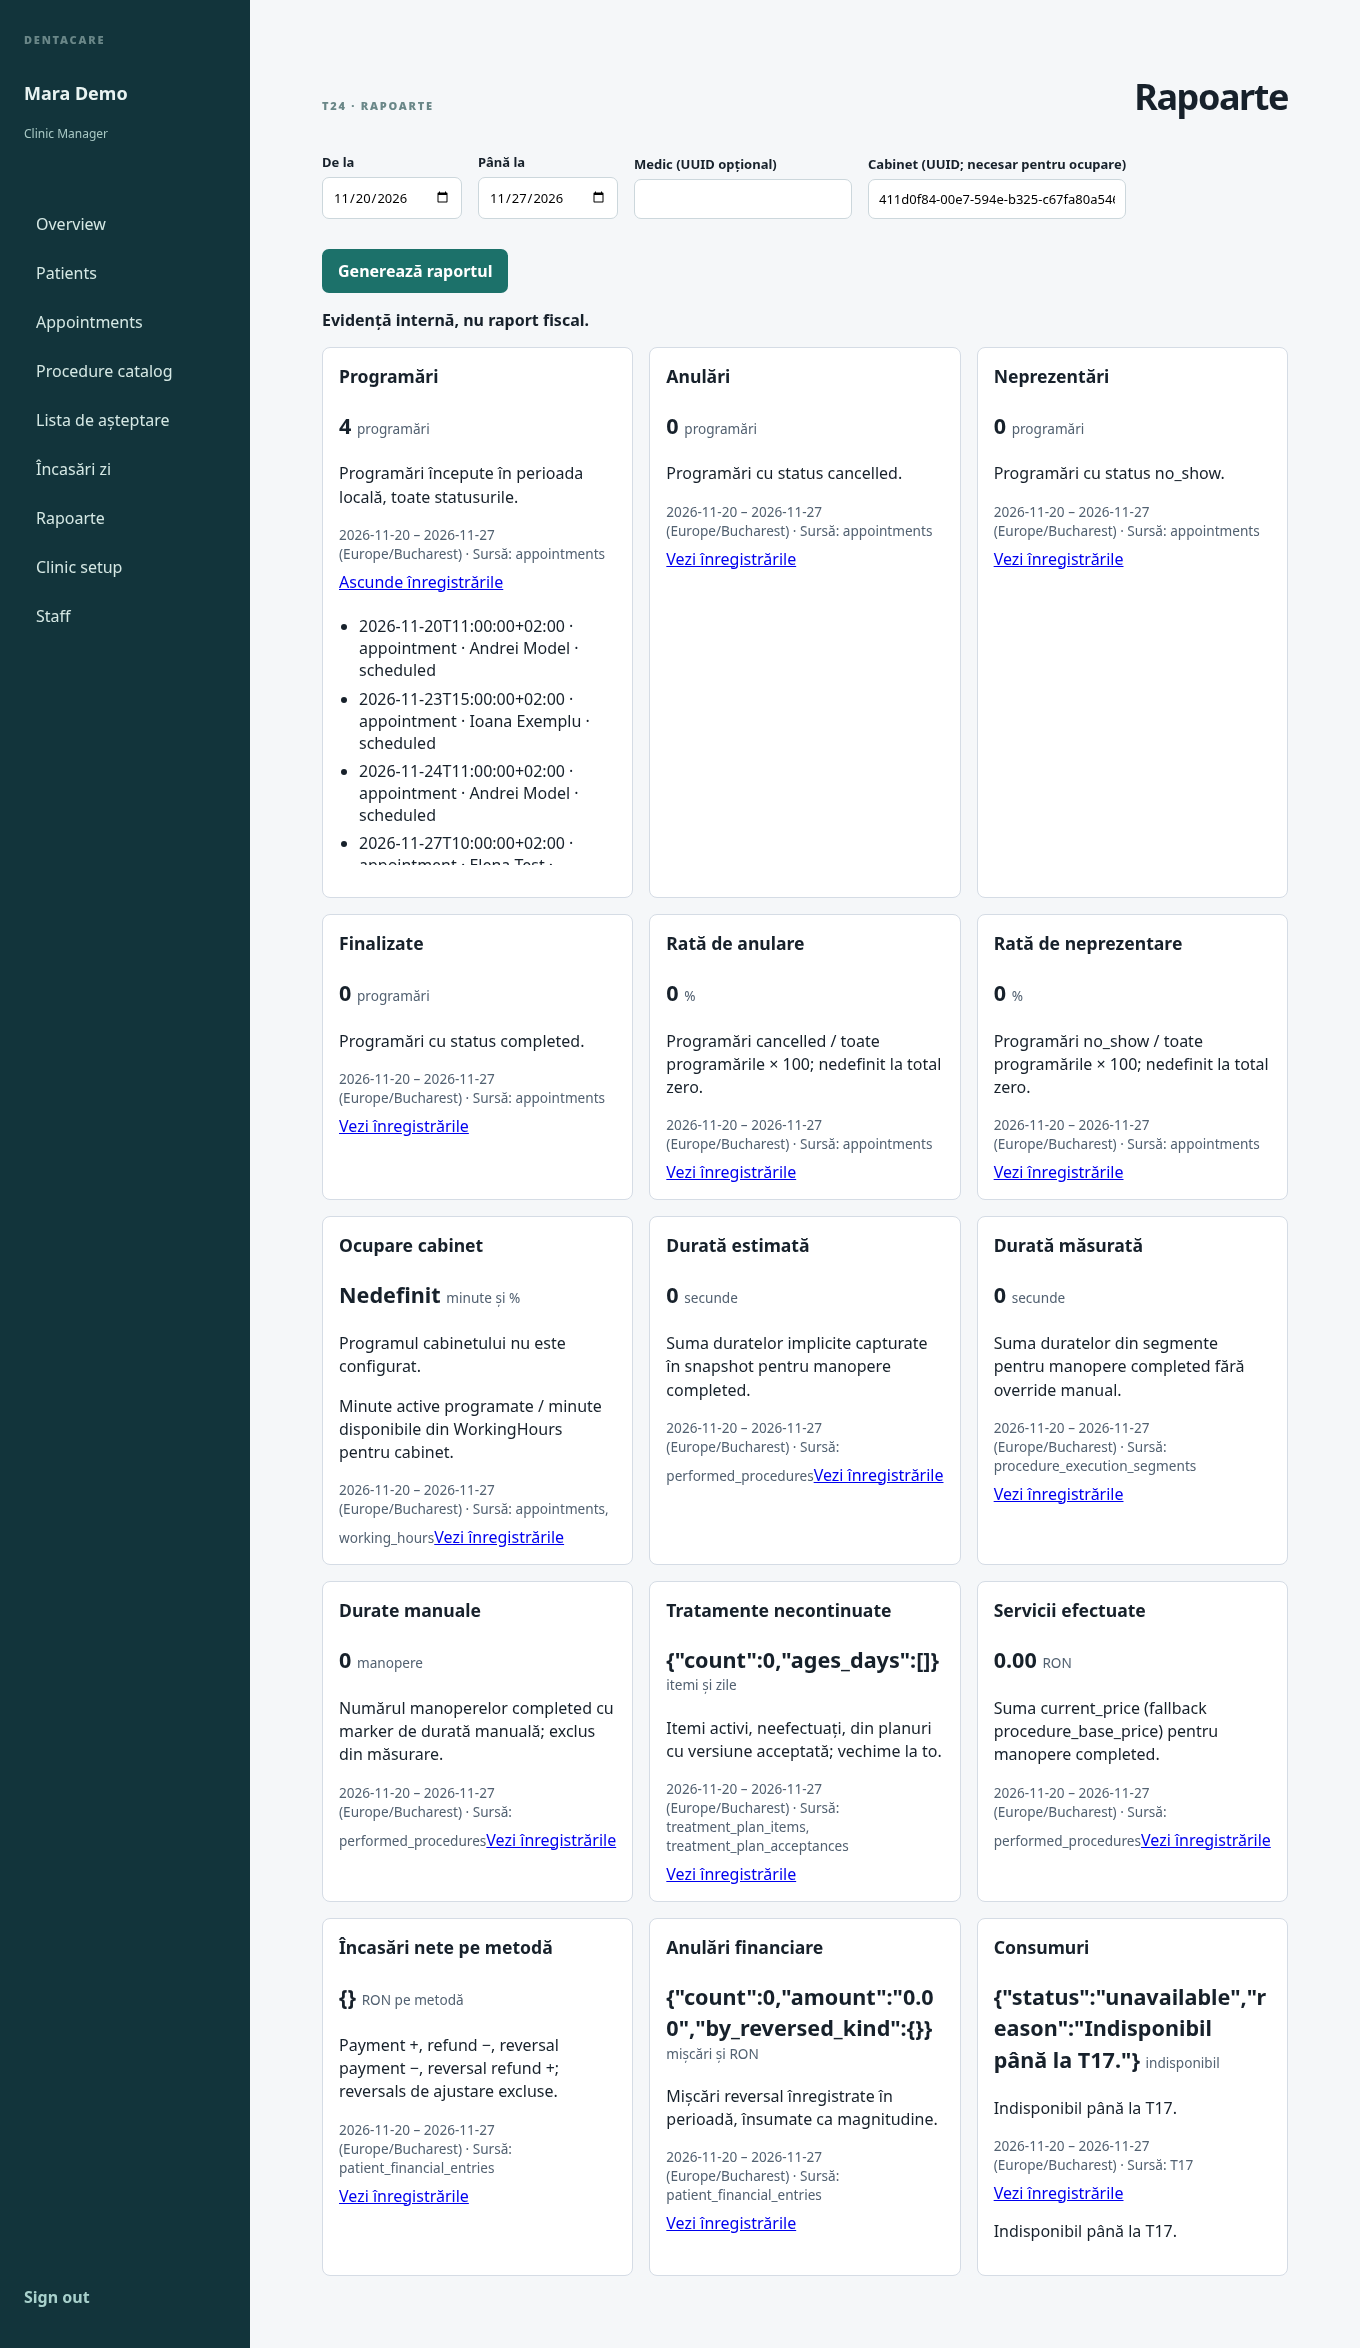 DENTACARE
Mara Demo
Clinic Manager
Overview
Patients
Appointments
Procedure catalog
Lista de așteptare
Încasări zi
Rapoarte
Clinic setup
Staff
Sign out
T24 · RAPOARTE
Rapoarte
De la
11/20/2026
Până la
11/27/2026
Medic (UUID opțional)
Cabinet (UUID; necesar pentru ocupare)
411d0f84-00e7-594e-b325-c67fa80a54
Generează raportul
Evidență internă, nu raport fiscal.
Programări
4 programări
Programări începute în perioada
locală, toate statusurile.
2026-11-20 – 2026-11-27
(Europe/Bucharest) · Sursă: appointments
Ascunde înregistrările
2026-11-20T11:00:00+02:00 ·
appointment · Andrei Model ·
scheduled
2026-11-23T15:00:00+02:00 ·
appointment · Ioana Exemplu ·
scheduled
2026-11-24T11:00:00+02:00 ·
appointment · Andrei Model ·
scheduled
2026-11-27T10:00:00+02:00 ·
appointment · Elena Test ·
Anulări
0 programări
Programări cu status cancelled.
2026-11-20 – 2026-11-27
(Europe/Bucharest) · Sursă: appointments
Vezi înregistrările
Neprezentări
0 programări
Programări cu status no_show.
2026-11-20 – 2026-11-27
(Europe/Bucharest) · Sursă: appointments
Vezi înregistrările
Finalizate
0 programări
Programări cu status completed.
2026-11-20 – 2026-11-27
(Europe/Bucharest) · Sursă: appointments
Vezi înregistrările
Rată de anulare
0 %
Programări cancelled / toate
programările × 100; nedefinit la total
zero.
2026-11-20 – 2026-11-27
(Europe/Bucharest) · Sursă: appointments
Vezi înregistrările
Rată de neprezentare
0 %
Programări no_show / toate
programările × 100; nedefinit la total
zero.
2026-11-20 – 2026-11-27
(Europe/Bucharest) · Sursă: appointments
Vezi înregistrările
Ocupare cabinet
Nedefinit minute și %
Programul cabinetului nu este
configurat.
Minute active programate / minute
disponibile din WorkingHours
pentru cabinet.
2026-11-20 – 2026-11-27
(Europe/Bucharest) · Sursă: appointments,
working_hoursVezi înregistrările
Durată estimată
0 secunde
Suma duratelor implicite capturate
în snapshot pentru manopere
completed.
2026-11-20 – 2026-11-27
(Europe/Bucharest) · Sursă:
performed_proceduresVezi înregistrările
Durată măsurată
0 secunde
Suma duratelor din segmente
pentru manopere completed fără
override manual.
2026-11-20 – 2026-11-27
(Europe/Bucharest) · Sursă:
procedure_execution_segments
Vezi înregistrările
Durate manuale
0 manopere
Numărul manoperelor completed cu
marker de durată manuală; exclus
din măsurare.
2026-11-20 – 2026-11-27
(Europe/Bucharest) · Sursă:
performed_proceduresVezi înregistrările
Tratamente necontinuate
{"count":0,"ages_days":[]}
itemi și zile
Itemi activi, neefectuați, din planuri
cu versiune acceptată; vechime la to.
2026-11-20 – 2026-11-27
(Europe/Bucharest) · Sursă:
treatment_plan_items,
treatment_plan_acceptances
Vezi înregistrările
Servicii efectuate
0.00 RON
Suma current_price (fallback
procedure_base_price) pentru
manopere completed.
2026-11-20 – 2026-11-27
(Europe/Bucharest) · Sursă:
performed_proceduresVezi înregistrările
Încasări nete pe metodă
{} RON pe metodă
Payment +, refund −, reversal
payment −, reversal refund +;
reversals de ajustare excluse.
2026-11-20 – 2026-11-27
(Europe/Bucharest) · Sursă:
patient_financial_entries
Vezi înregistrările
Anulări financiare
{"count":0,"amount":"0.0
0","by_reversed_kind":{}}
mișcări și RON
Mișcări reversal înregistrate în
perioadă, însumate ca magnitudine.
2026-11-20 – 2026-11-27
(Europe/Bucharest) · Sursă:
patient_financial_entries
Vezi înregistrările
Consumuri
{"status":"unavailable","r
eason":"Indisponibil
până la T17."} indisponibil
Indisponibil până la T17.
2026-11-20 – 2026-11-27
(Europe/Bucharest) · Sursă: T17
Vezi înregistrările
Indisponibil până la T17.